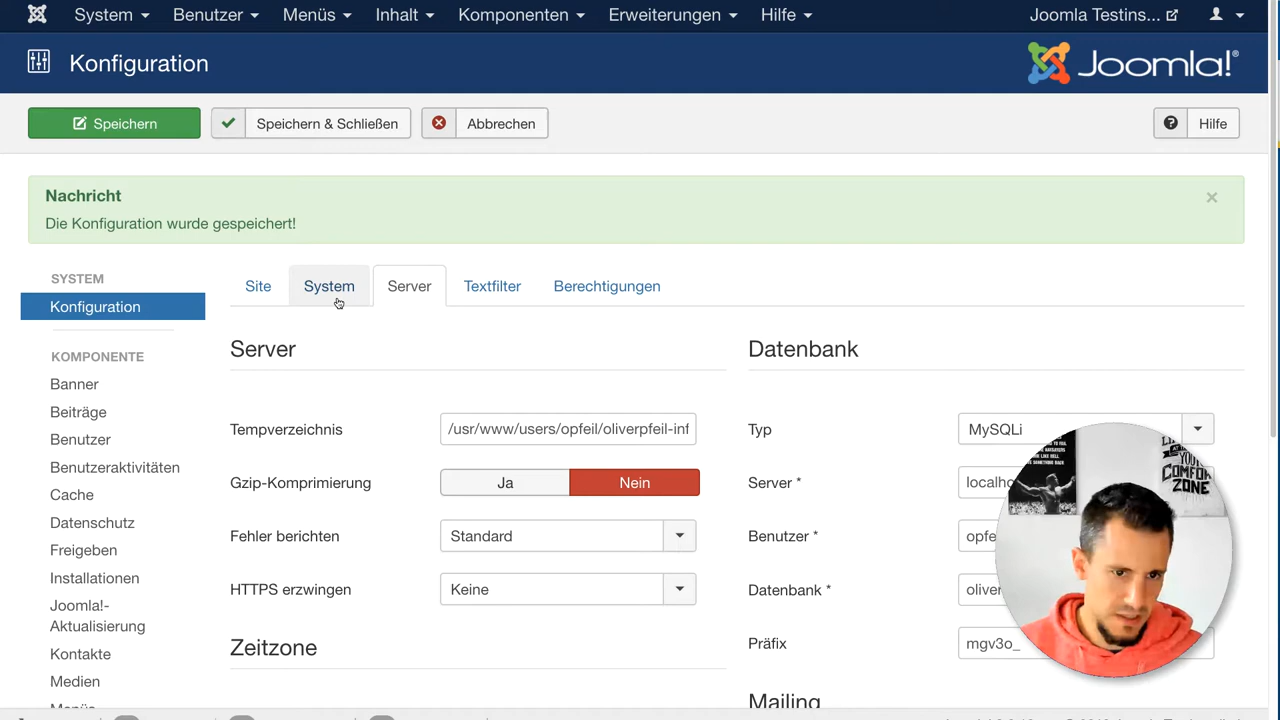 System Benutzer Menüs Inhalt Komponenten Erweiterungen Hilfe Joomla Testins...
Konfiguration
Joomla!®
Speichern
Speichern & Schließen
Abbrechen
Hilfe
Nachricht
Die Konfiguration wurde gespeichert!
×
SYSTEM
Konfiguration
KOMPONENTE
Banner
Beiträge
Benutzer
Benutzeraktivitäten
Cache
Datenschutz
Freigeben
Installationen
Joomla!-
Aktualisierung
Kontakte
Medien
Menüs
Site System Server Textfilter Berechtigungen
Server
Tempverzeichnis /usr/www/users/opfeil/oliverpfeil-inf
Gzip-Komprimierung Ja Nein
Fehler berichten Standard
HTTPS erzwingen Keine
Zeitzone
Datenbank
Typ MySQLi
Server * localho
Benutzer * opfe
Datenbank * oliver
Präfix mgv3o_
Mailing
COMFORT
ZONE